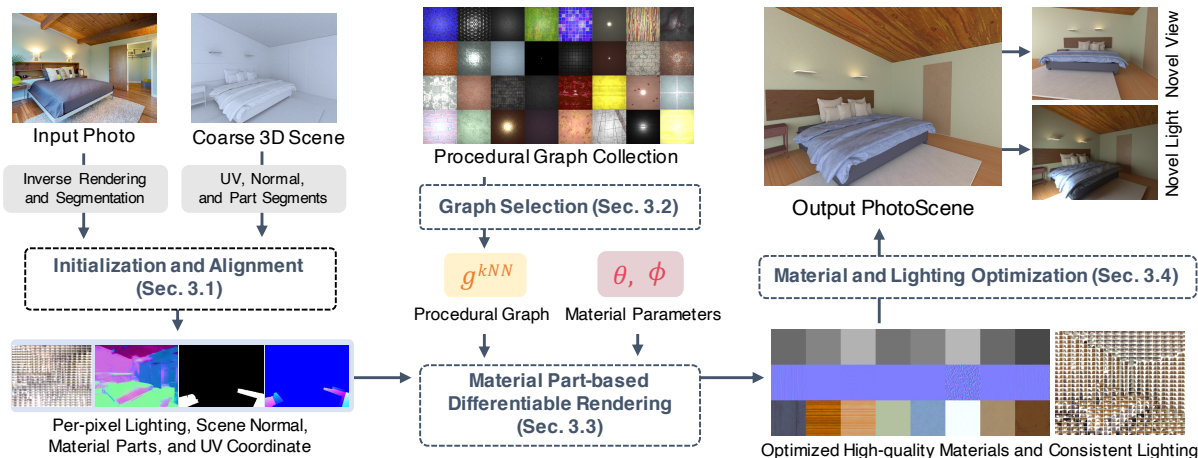 Input Photo
Coarse 3D Scene
Inverse Rendering
and Segmentation
UV, Normal,
and Part Segments
Initialization and Alignment
(Sec. 3.1)
Per-pixel Lighting, Scene Normal,
Material Parts, and UV Coordinate
Procedural Graph Collection
Graph Selection (Sec. 3.2)
g^{kNN}
θ, ϕ
Procedural Graph
Material Parameters
Material Part-based
Differentiable Rendering
(Sec. 3.3)
Output PhotoScene
Novel View
Novel Light
Material and Lighting Optimization (Sec. 3.4)
Optimized High-quality Materials and Consistent Lighting